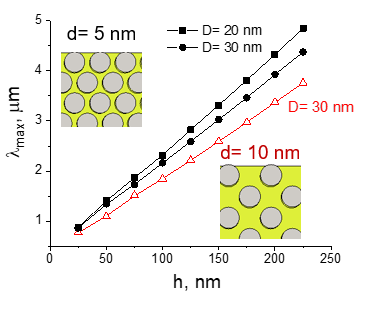 d= 5 nm
D= 20 nm
D= 30 nm
D= 30 nm
d= 10 nm
λmax, μm
5
4
3
2
1
0
50
100
150
200
250
h, nm